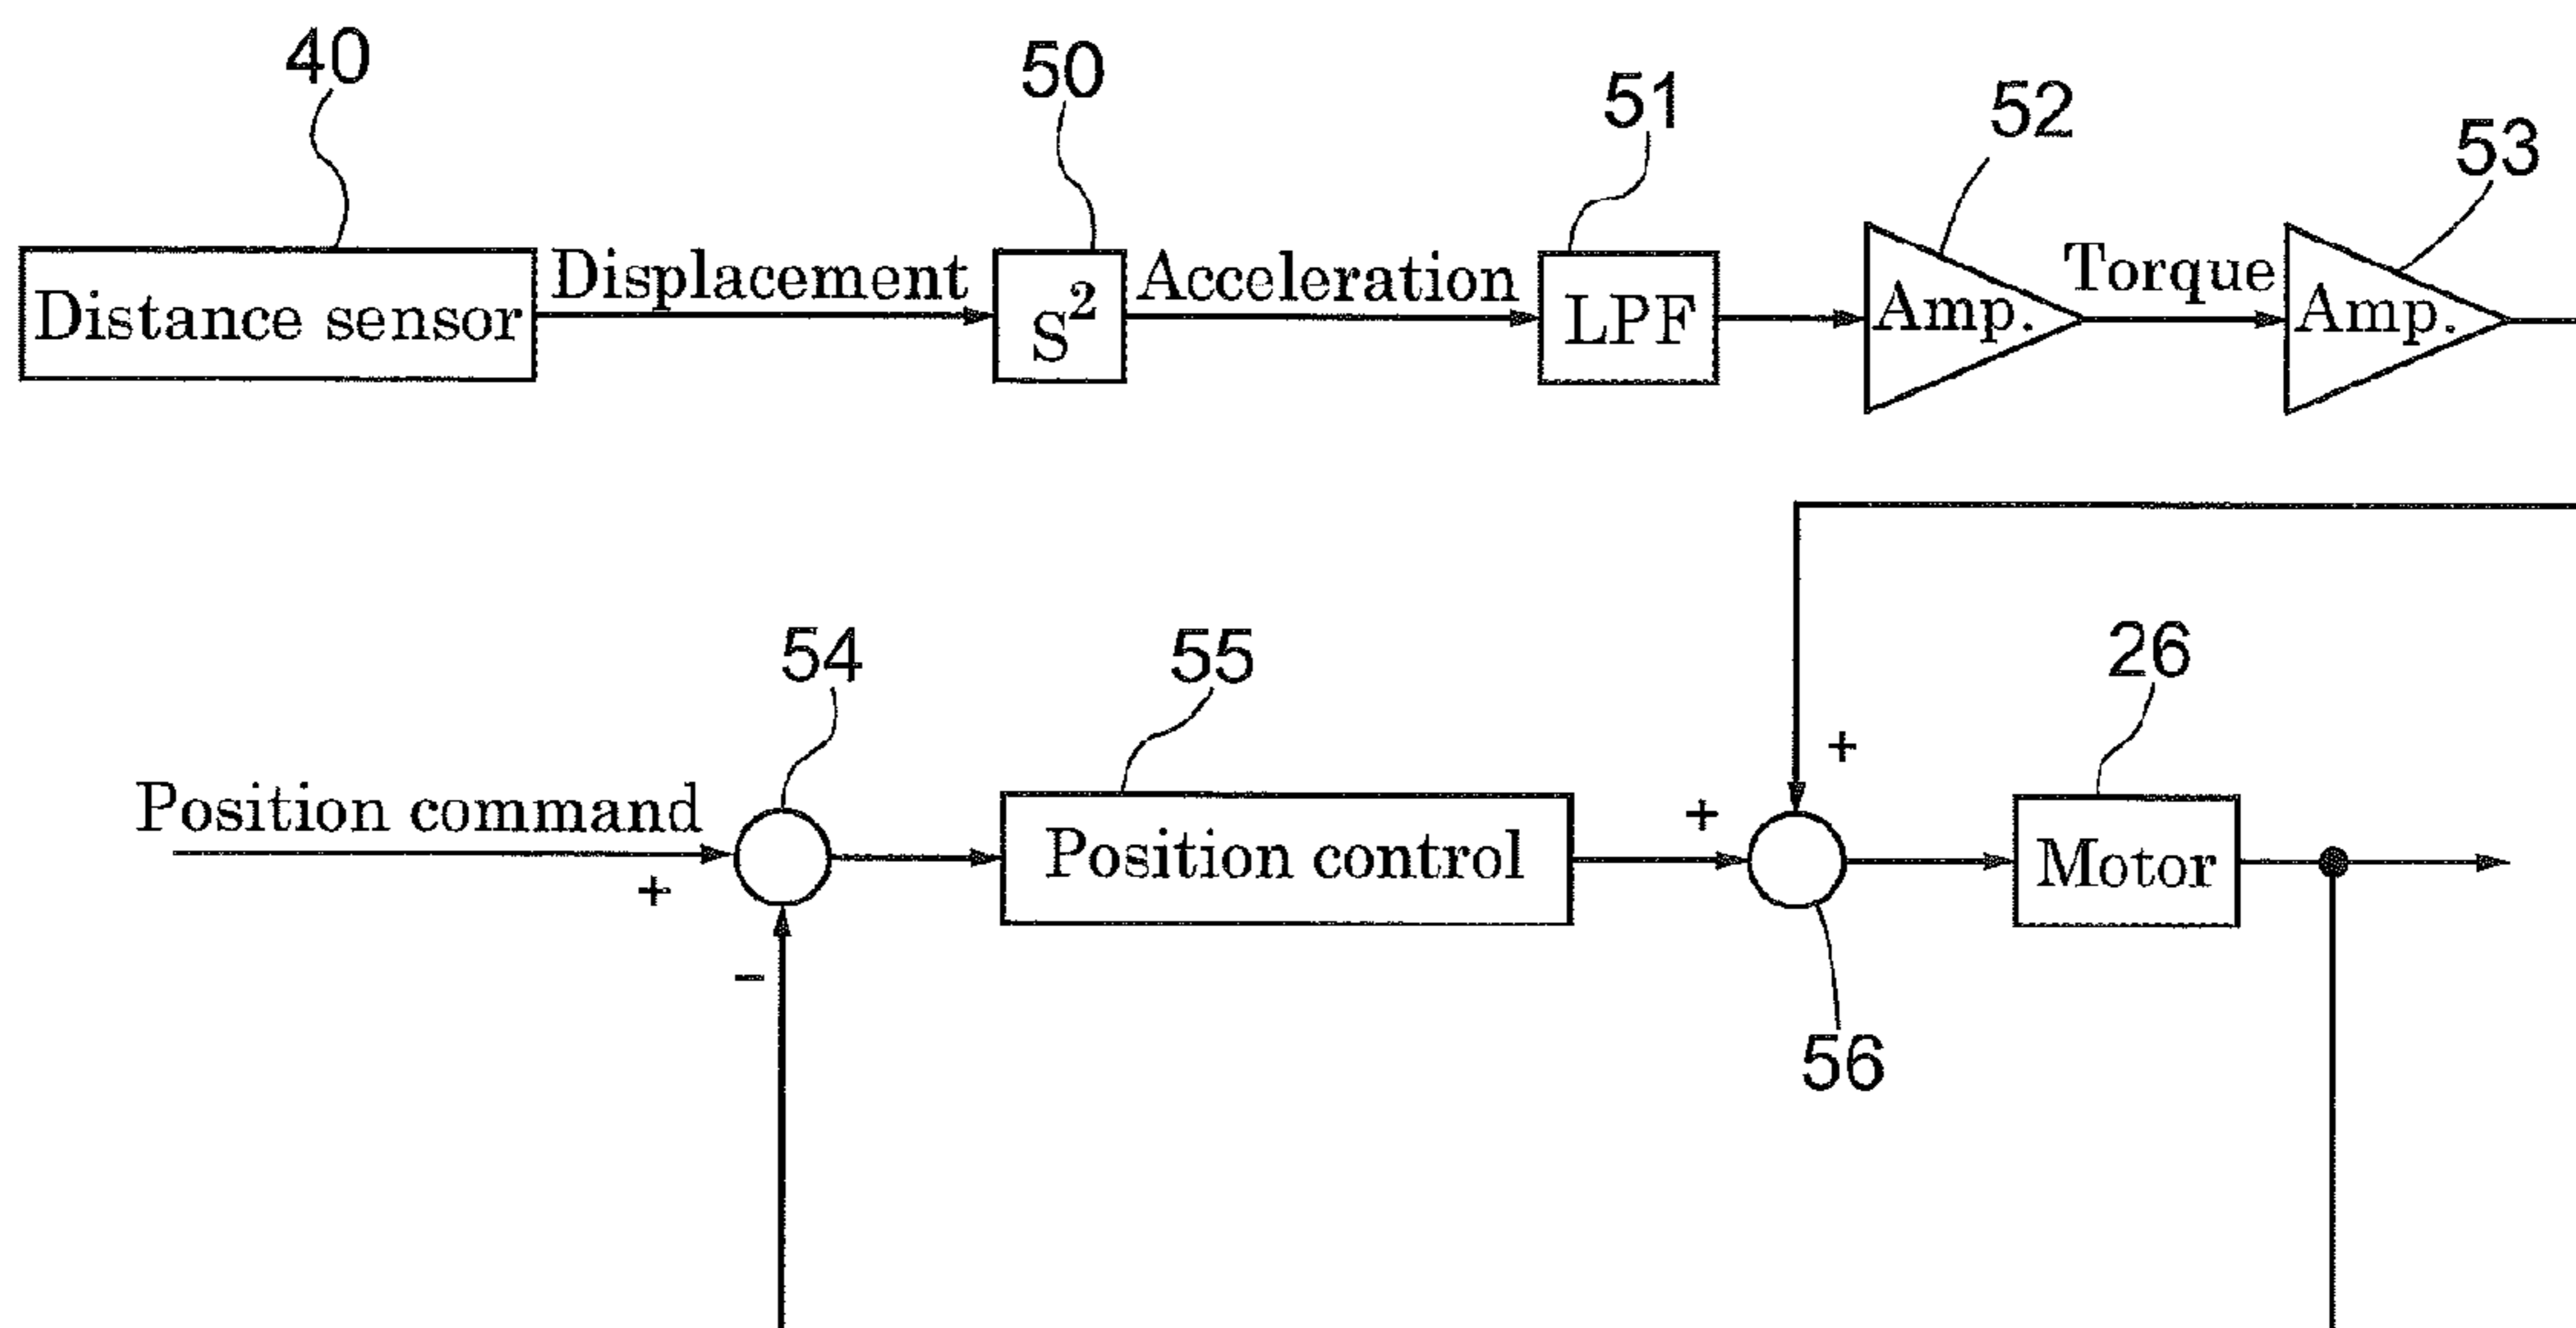 40
50
51
52
53
Distance sensor
Displacement
S²
Acceleration
LPF
Amp.
Torque
Amp.
54
55
26
Position command
+
−
Position control
+
+
Motor
56